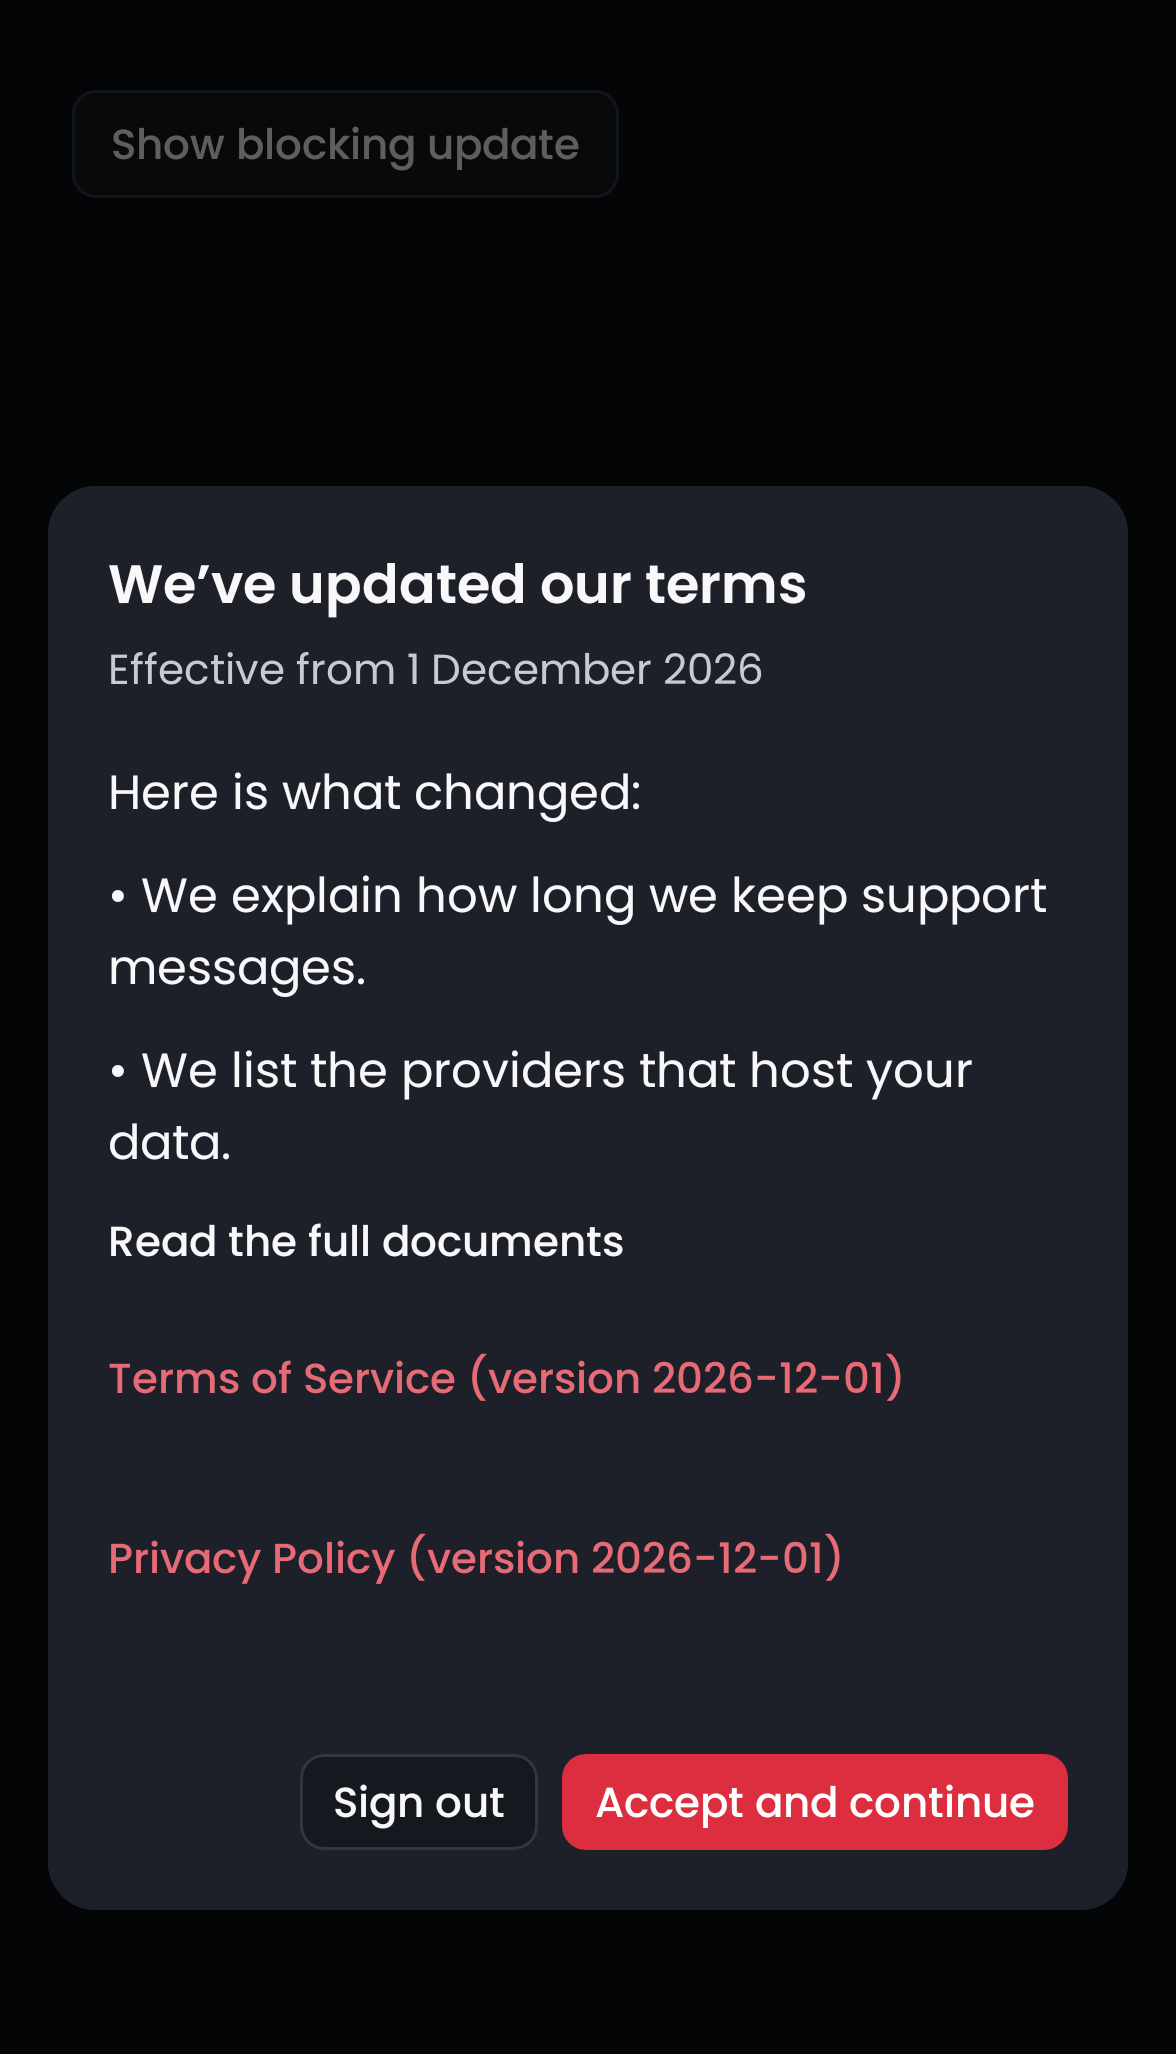 Show blocking update
We’ve updated our terms
Effective from 1 December 2026
Here is what changed:
• We explain how long we keep support
messages.
• We list the providers that host your
data.
Read the full documents
Terms of Service (version 2026-12-01)
Privacy Policy (version 2026-12-01)
Sign out
Accept and continue